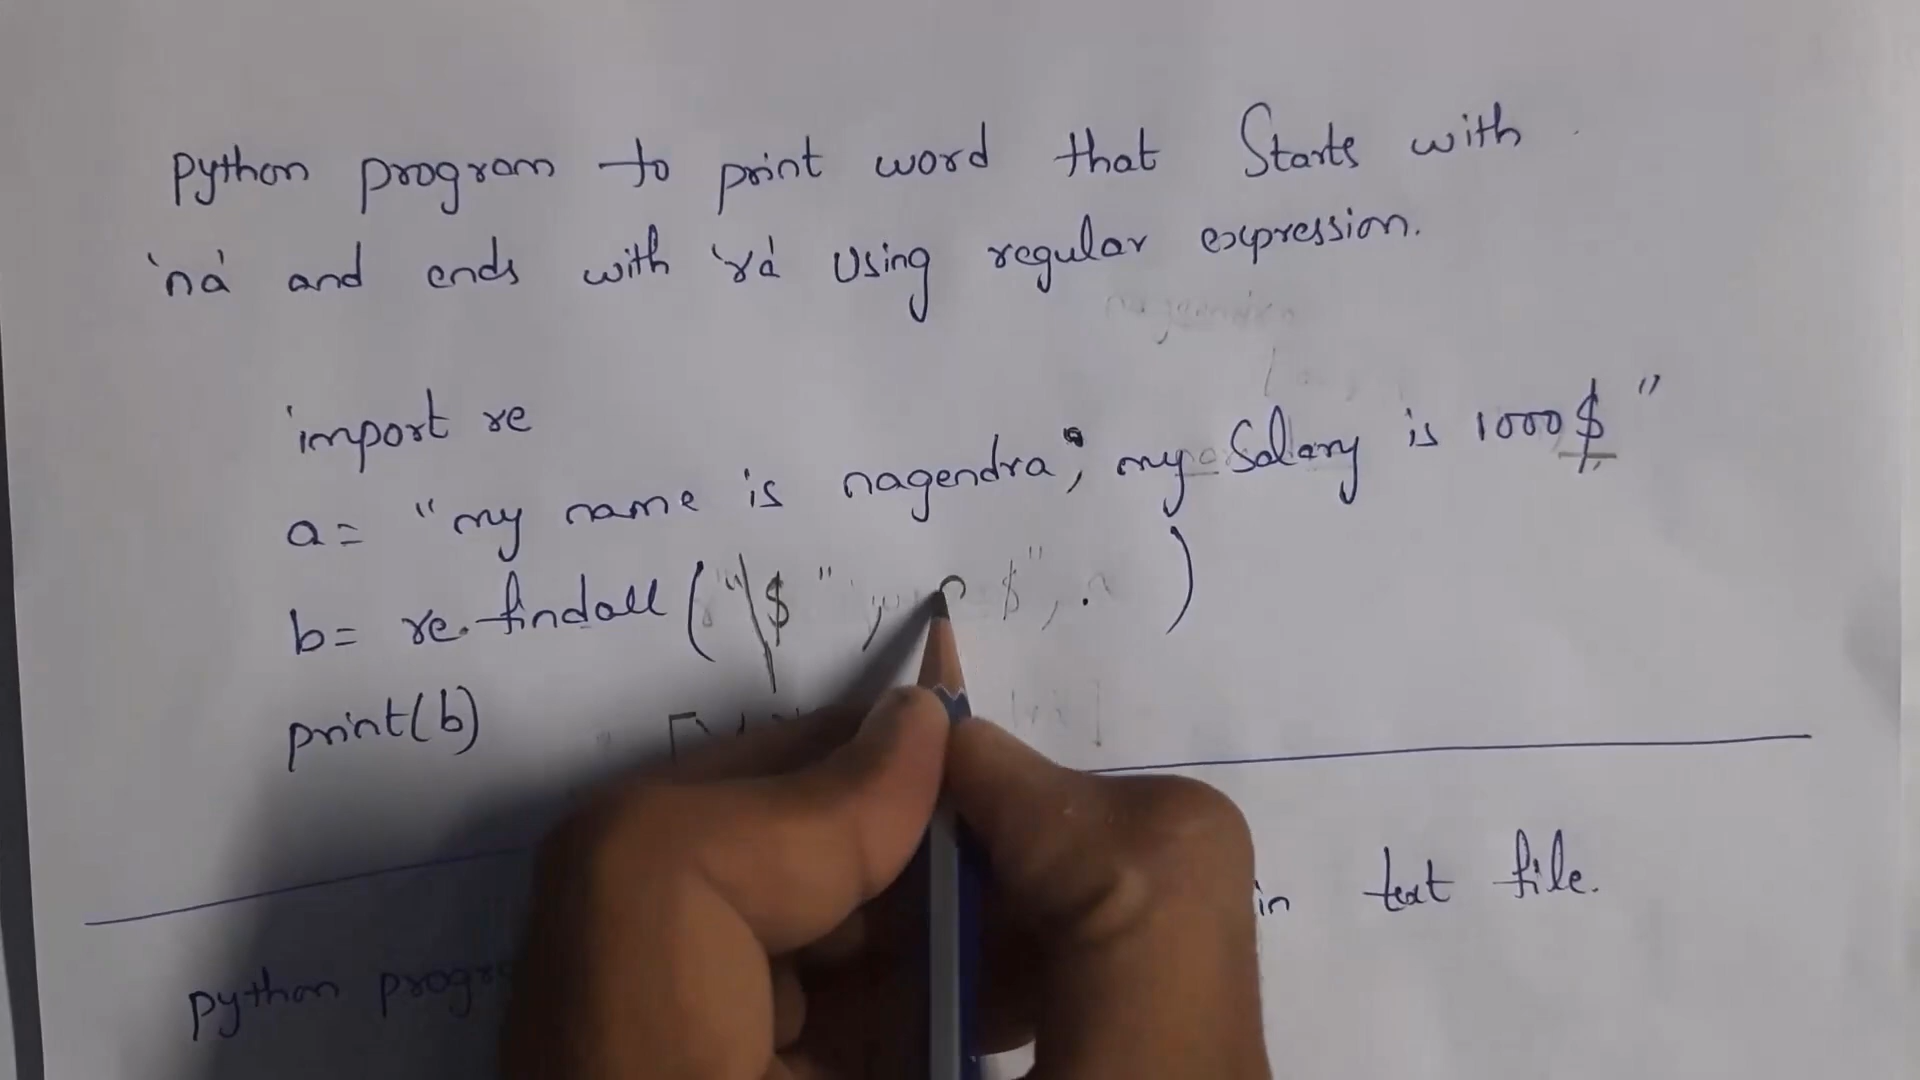 python program to print word that Starts with
'na' and ends with 'ra' Using regular expression.
import re
a= "my name is nagendra, my Salary is 1000$"
b= re.findall("\$",              )
print(b)
in text file.
python progr